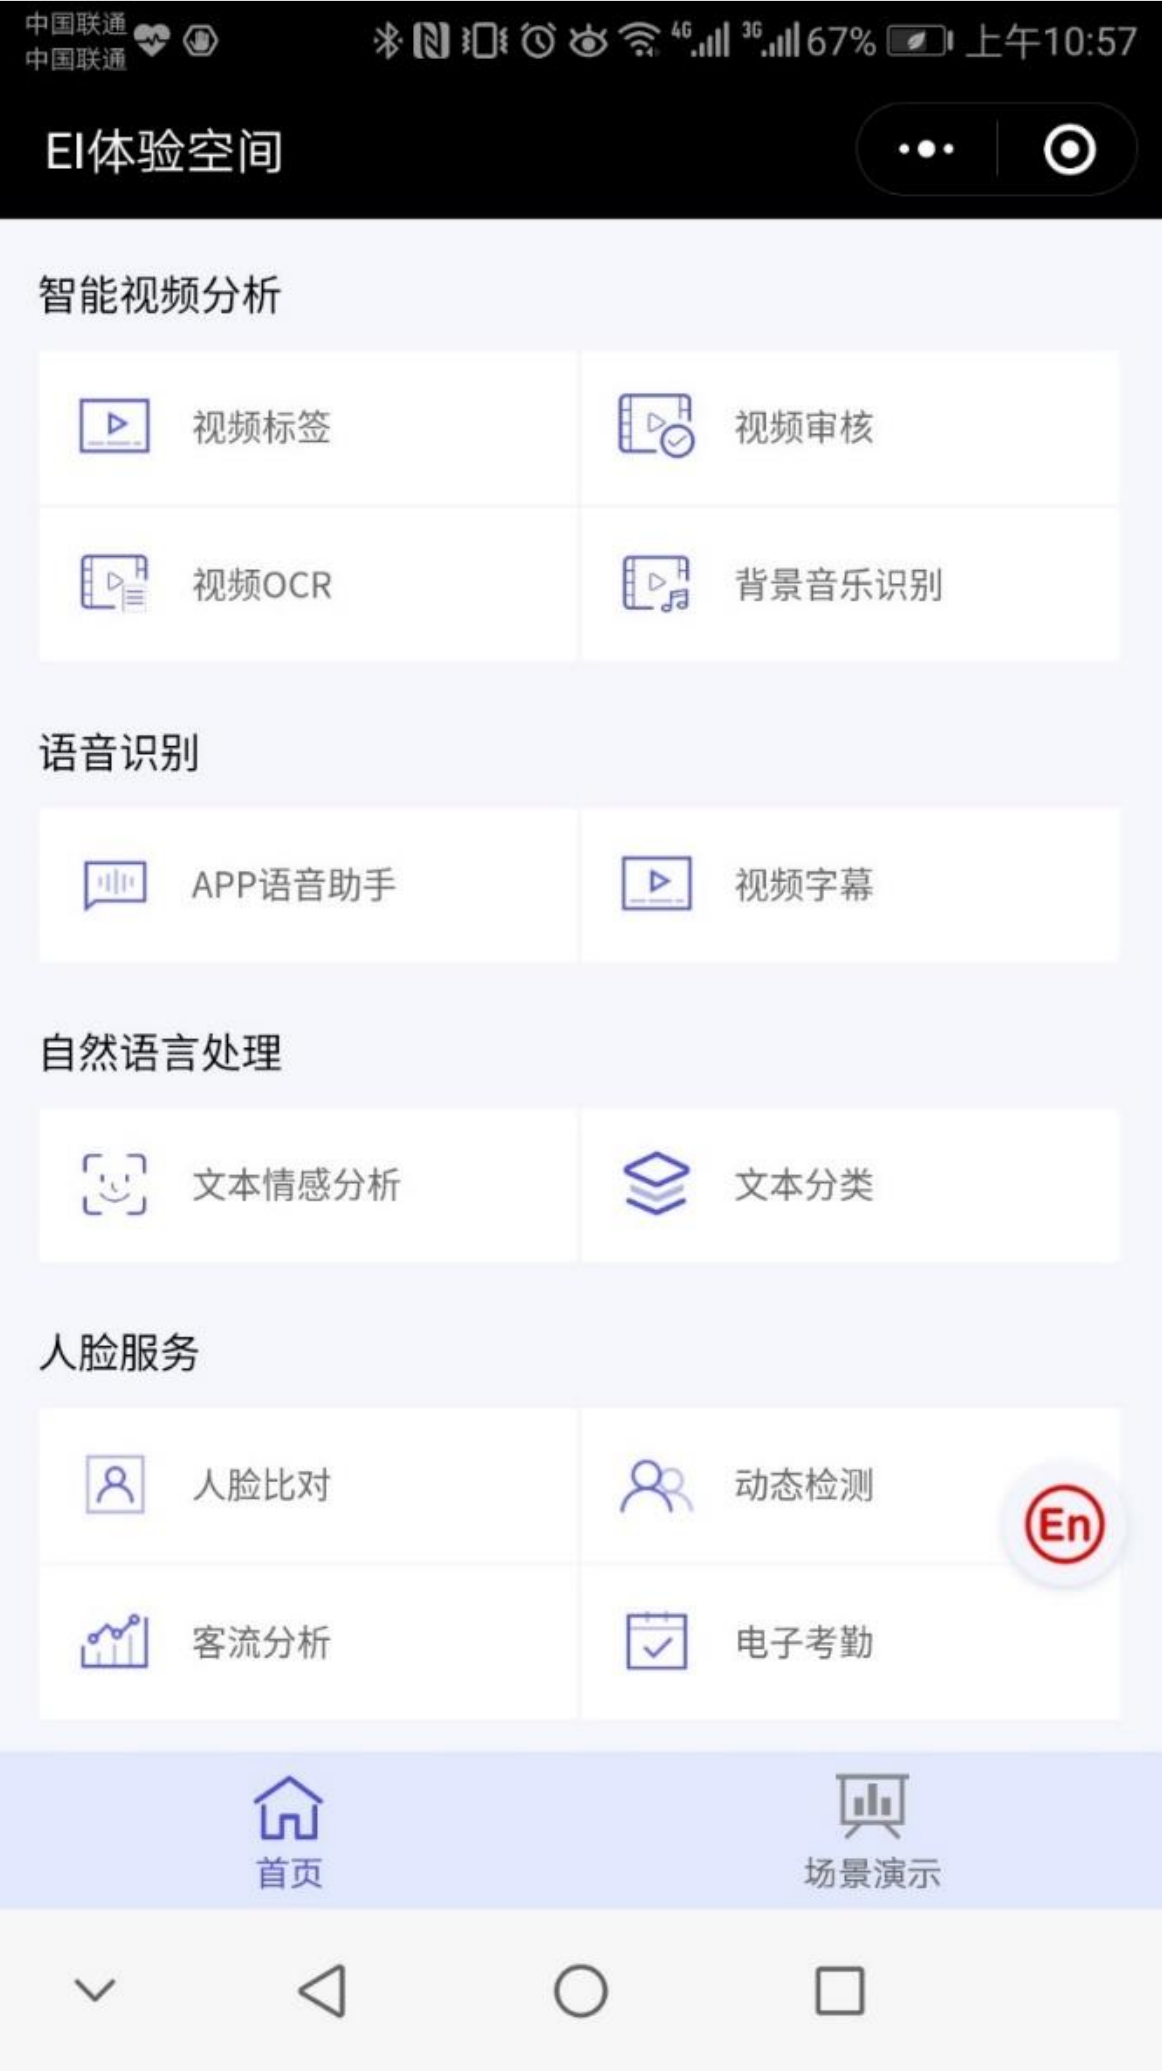 中国联通
中国联通
4G 3G 67% 上午10:57
EI体验空间
智能视频分析
视频标签 视频审核
视频OCR 背景音乐识别
语音识别
APP语音助手 视频字幕
自然语言处理
文本情感分析 文本分类
人脸服务
人脸比对 动态检测
En
客流分析 电子考勤
首页 场景演示